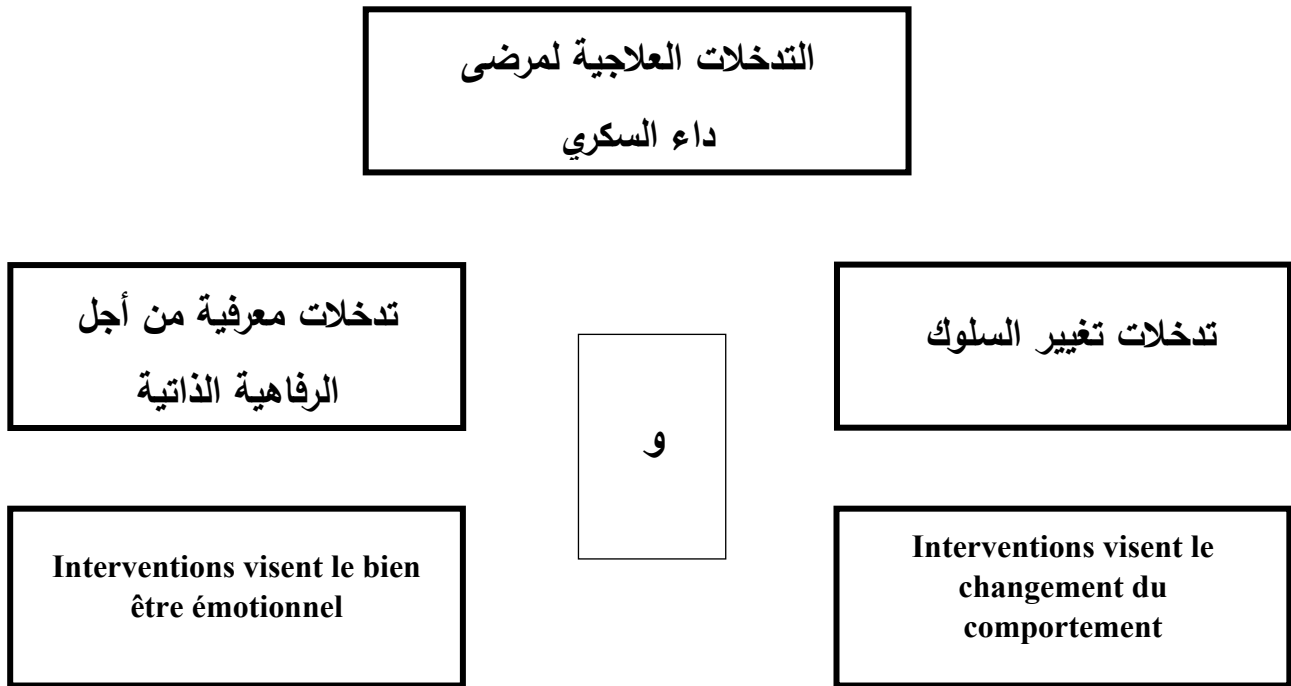 التدخلات العلاجية لمرضى
داء السكري
تدخلات تغيير السلوك
و
تدخلات معرفية من أجل
الرفاهية الذاتية
Interventions visent le
changement du
comportement
Interventions visent le bien
être émotionnel